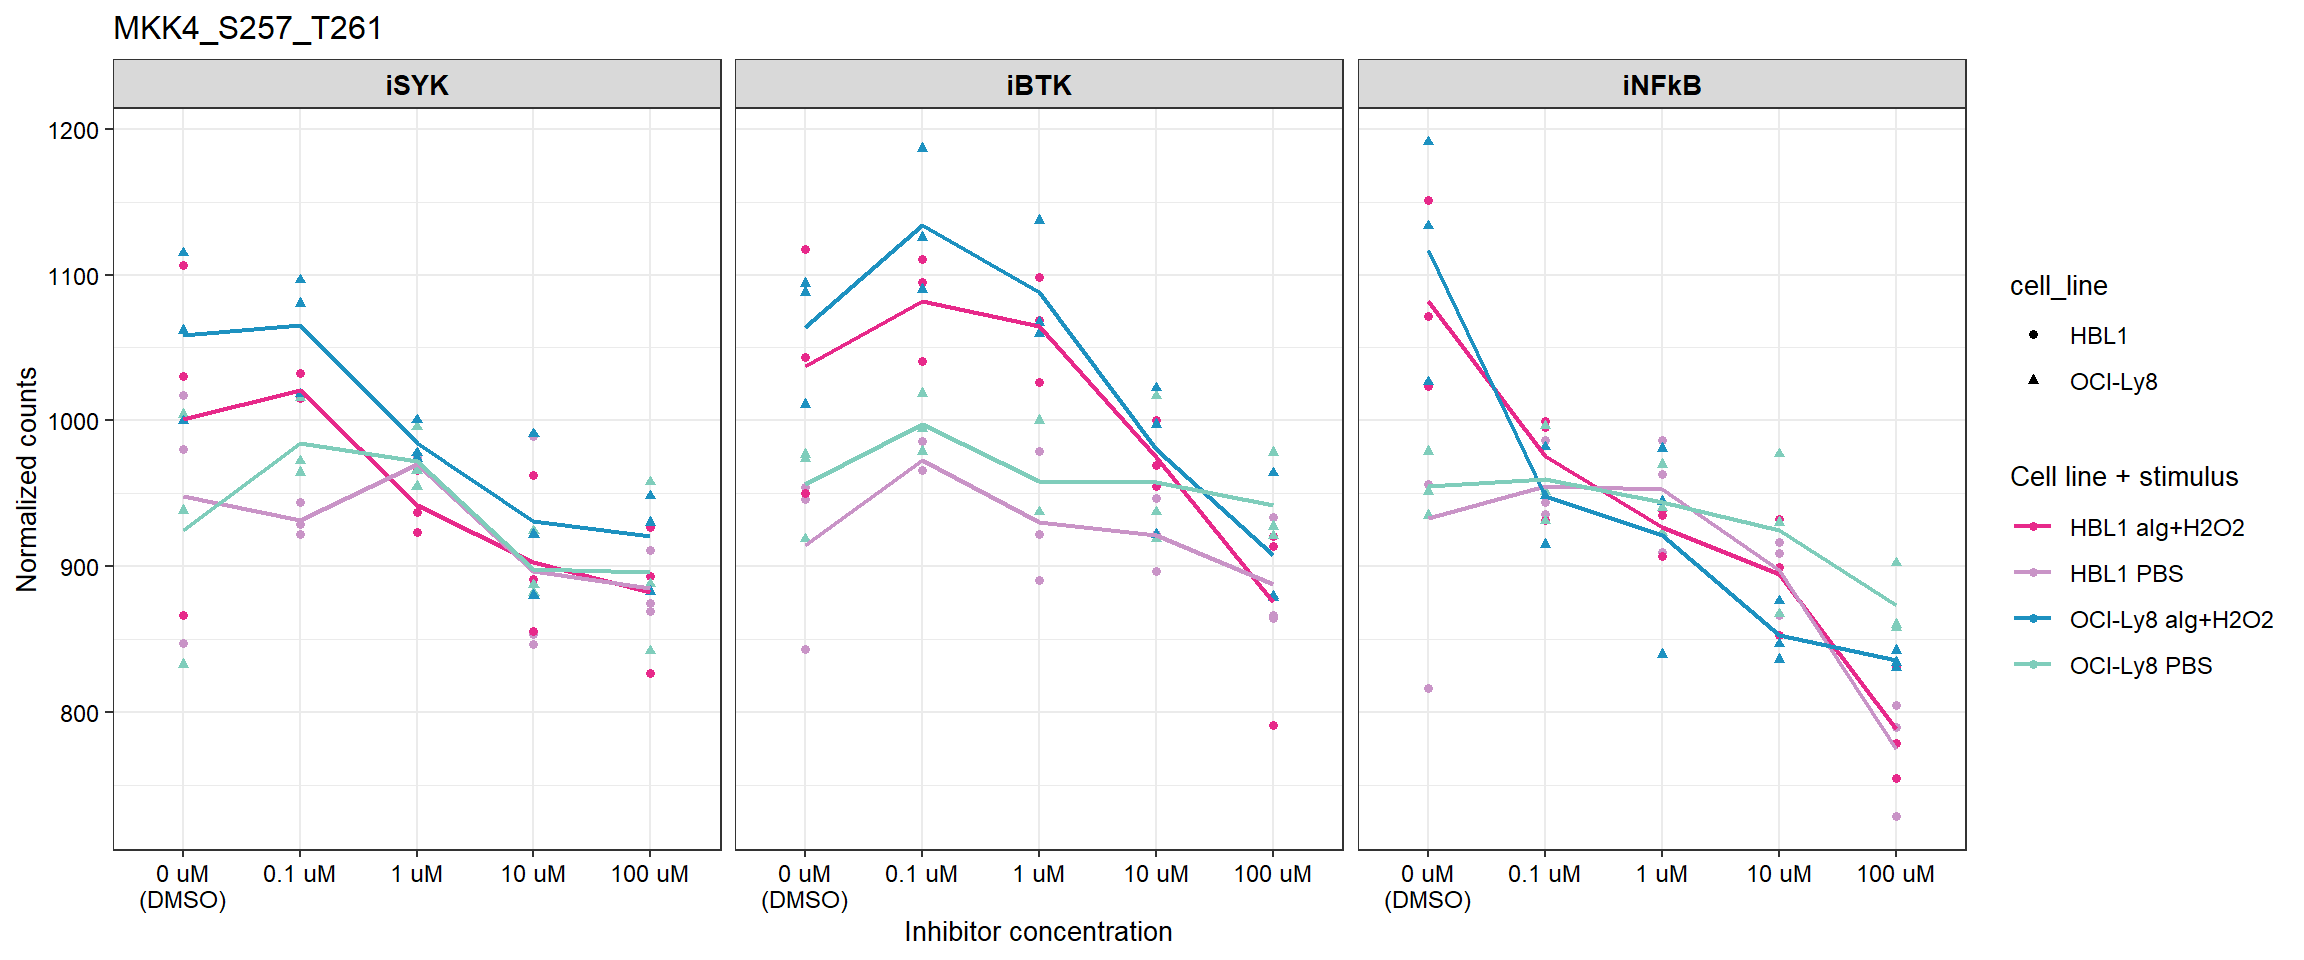 MKK4_S257_T261
iSYK
iBTK
iNFkB
Normalized counts
1200
1100
1000
900
800
0 uM
(DMSO)
0.1 uM
1 uM
10 uM
100 uM
0 uM
(DMSO)
0.1 uM
1 uM
10 uM
100 uM
0 uM
(DMSO)
0.1 uM
1 uM
10 uM
100 uM
Inhibitor concentration
cell_line
HBL1
OCI-Ly8
Cell line + stimulus
HBL1 aIg+H2O2
HBL1 PBS
OCI-Ly8 aIg+H2O2
OCI-Ly8 PBS